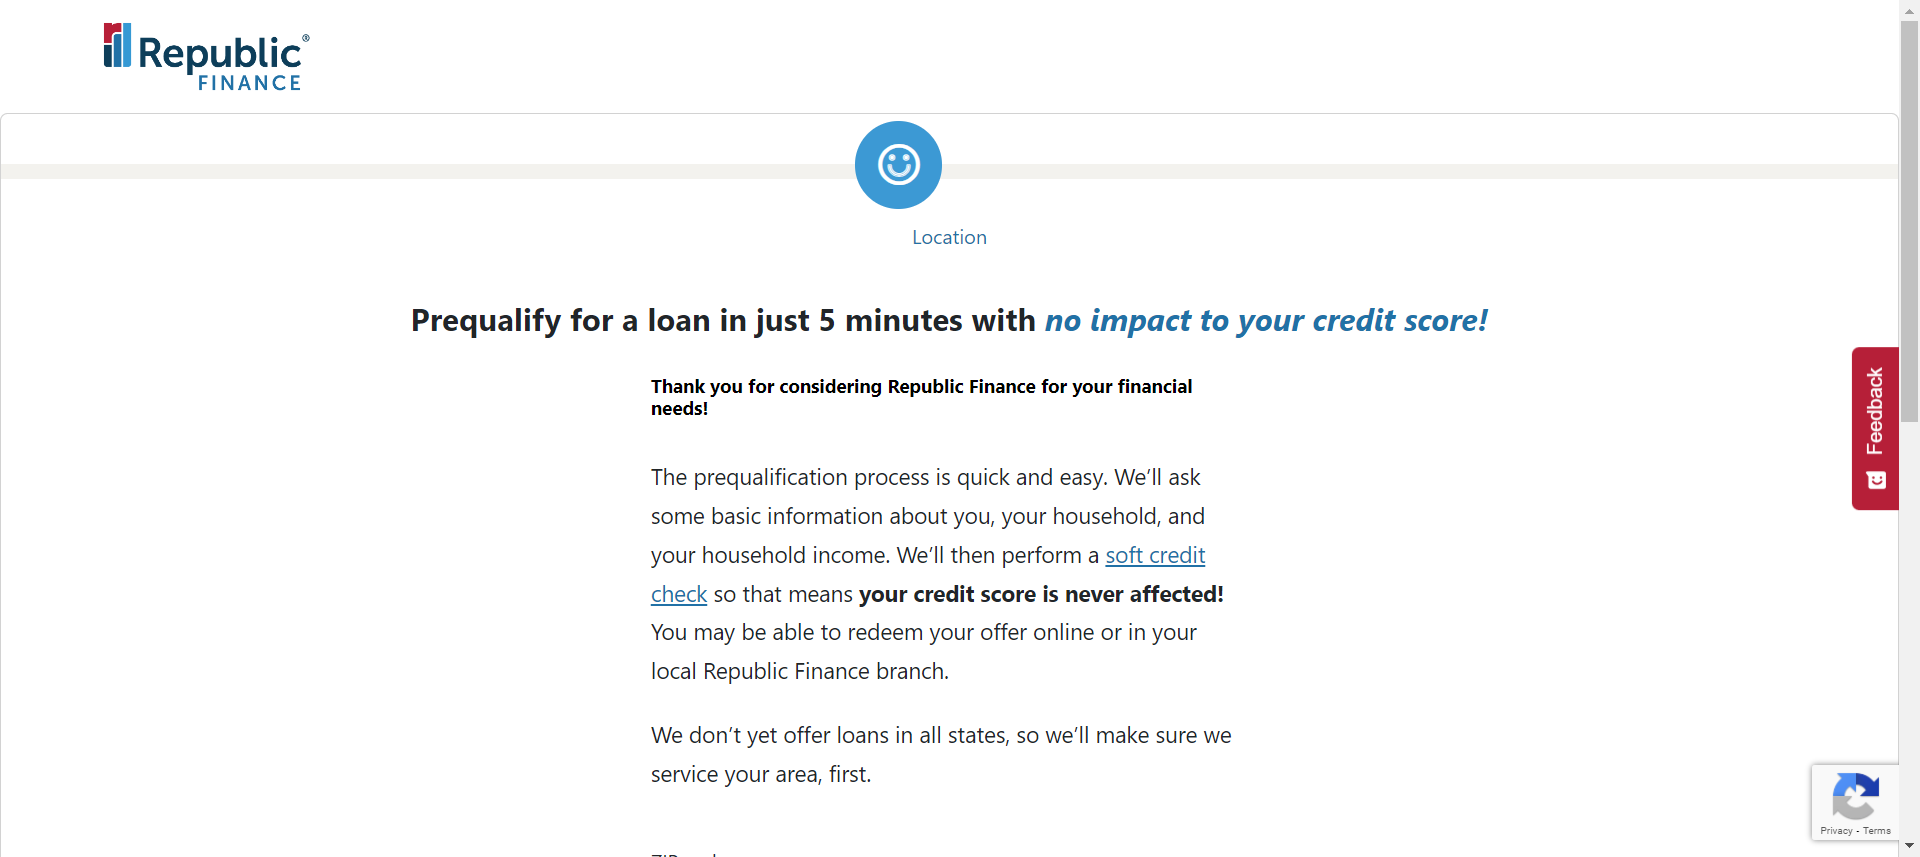 Republic®
FINANCE
Location
Prequalify for a loan in just 5 minutes with no impact to your credit score!
Thank you for considering Republic Finance for your financial
needs!
The prequalification process is quick and easy. We’ll ask
some basic information about you, your household, and
your household income. We’ll then perform a soft credit
check so that means your credit score is never affected!
You may be able to redeem your offer online or in your
local Republic Finance branch.
We don’t yet offer loans in all states, so we’ll make sure we
service your area, first.
Feedback
Privacy - Terms